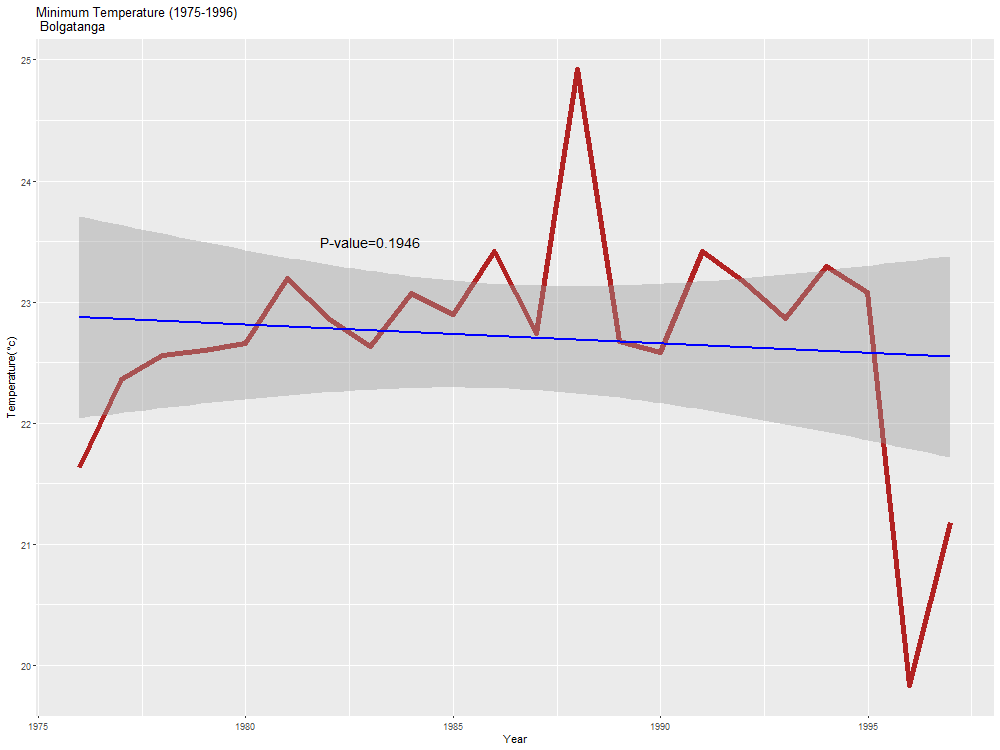 Minimum Temperature (1975-1996)
Bolgatanga
25
24
23
22
21
20
Temperature(°c)
P-value=0.1946
1975 1980 1985 1990 1995
Year